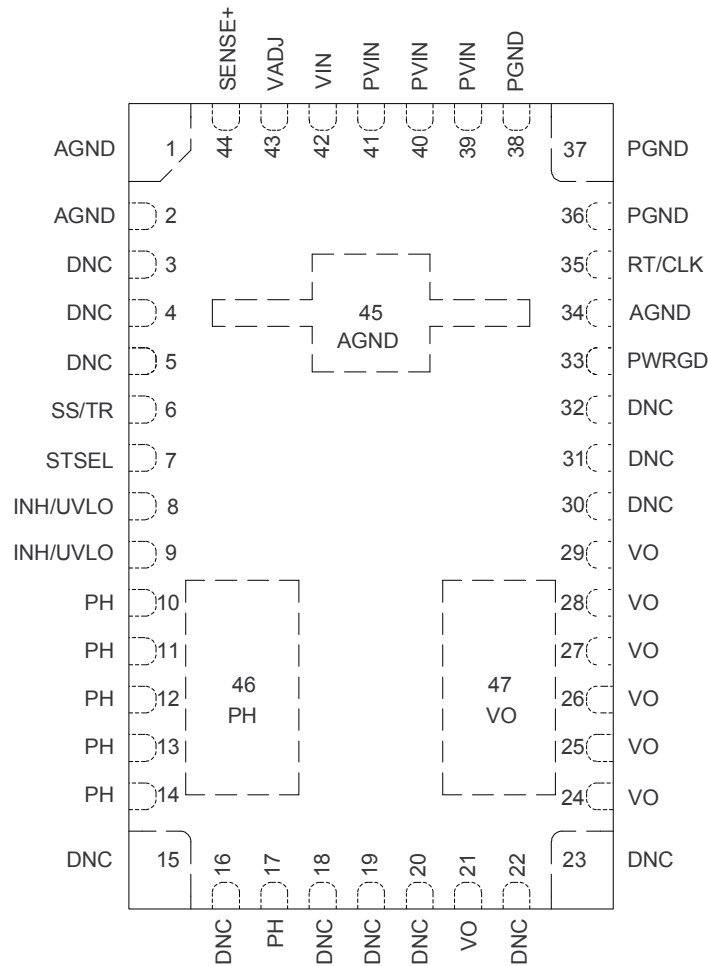 SENSE+
VADJ
VIN
PVIN
PVIN
PVIN
PGND
44
43
42
41
40
39
38
AGND 1
37 PGND
AGND 2
36 PGND
DNC 3
35 RT/CLK
DNC 4
34 AGND
DNC 5
33 PWRGD
45
AGND
SS/TR 6
32 DNC
STSEL 7
31 DNC
INH/UVLO 8
30 DNC
INH/UVLO 9
29 VO
PH 10
28 VO
PH 11
27 VO
PH 12
26 VO
PH 13
25 VO
PH 14
24 VO
46
PH
47
VO
DNC 15
23 DNC
16
17
18
19
20
21
22
DNC
PH
DNC
DNC
DNC
VO
DNC